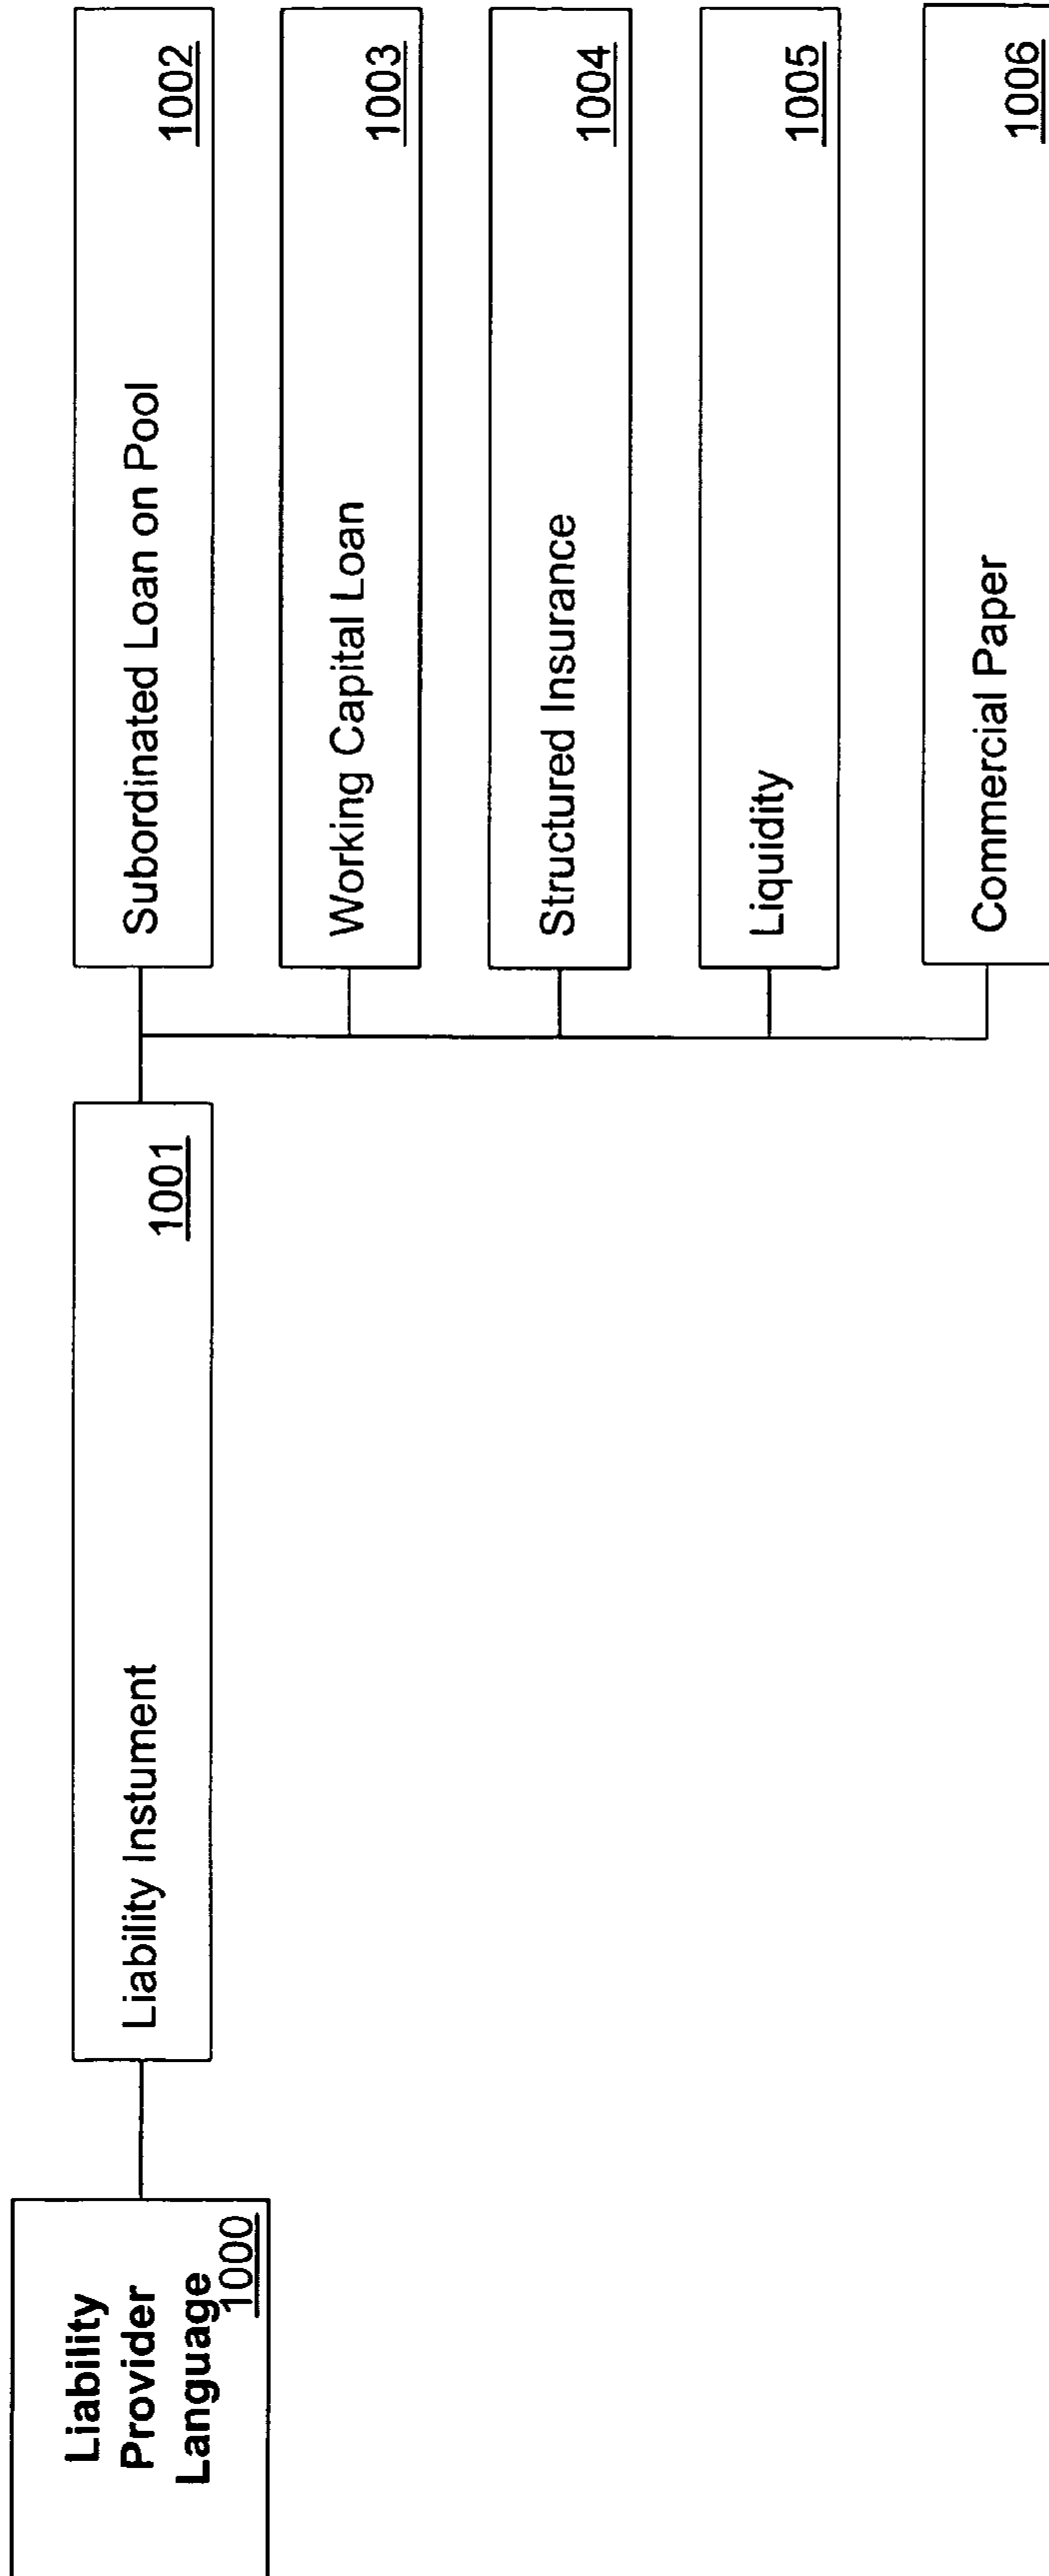 Liability
Provider
Language
1000
Liability Instument
1001
Subordinated Loan on Pool
1002
Working Capital Loan
1003
Structured Insurance
1004
Liquidity
1005
Commercial Paper
1006